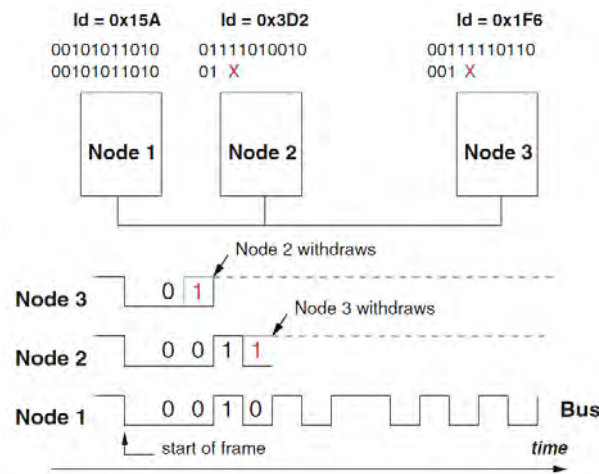 Id = 0x15A Id = 0x3D2 Id = 0x1F6
00101011010 01111010010 00111110110
00101011010 01 X 001 X
Node 1 Node 2 Node 3
Node 2 withdraws
Node 3 0 1
Node 3 withdraws
Node 2 0 0 1 1
Node 1 0 0 1 0 Bus
start of frame time